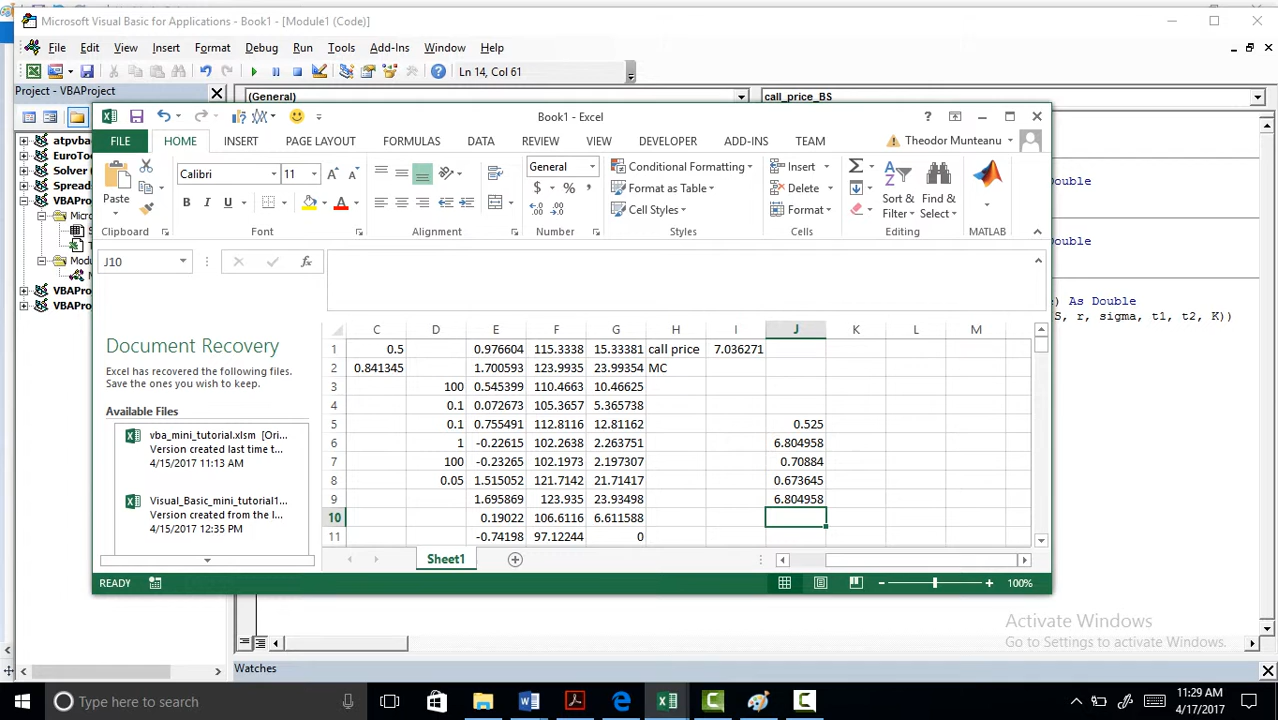 Microsoft Visual Basic for Applications - Book1 - [Module1 (Code)]
File Edit View Insert Format Debug Run Tools Add-Ins Window Help
Ln 14, Col 61
Project - VBAProject
(General) call_price_BS
atpvba
EuroToo
Solver (
Spread
VBAPro
Micro
Modu
VBAPro
VBAPro
Double
Double
) As Double
S, r, sigma, t1, t2, K))
Book1 - Excel
FILE HOME INSERT PAGE LAYOUT FORMULAS DATA REVIEW VIEW DEVELOPER ADD-INS TEAM Theodor Munteanu
Paste
Calibri 11
B I U
General
$ % ,
Conditional Formatting
Format as Table
Cell Styles
Insert
Delete
Format
Sort & Filter
Find & Select
MATLAB
Clipboard Font Alignment Number Styles Cells Editing MATLAB
J10 fx
Document Recovery
Excel has recovered the following files.
Save the ones you wish to keep.
Available Files
vba_mini_tutorial.xlsm [Ori...
Version created last time t...
4/15/2017 11:13 AM
Visual_Basic_mini_tutorial1...
Version created from the l...
4/15/2017 12:35 PM
C D E F G H I J K L M
1 0.5 0.976604 115.3338 15.33381 call price 7.036271
2 0.841345 1.700593 123.9935 23.99354 MC
3 100 0.545399 110.4663 10.46625
4 0.1 0.072673 105.3657 5.365738
5 0.1 0.755491 112.8116 12.81162 0.525
6 1 -0.22615 102.2638 2.263751 6.804958
7 100 -0.23265 102.1973 2.197307 0.70884
8 0.05 1.515052 121.7142 21.71417 0.673645
9 1.695869 123.935 23.93498 6.804958
10 0.19022 106.6116 6.611588
11 -0.74198 97.12244 0
Sheet1
READY 100%
Activate Windows
Go to Settings to activate Windows.
Watches
Type here to search
11:29 AM
4/17/2017